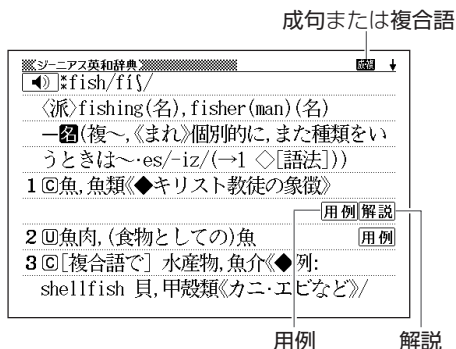 成句または複合語
ジーニアス英和辞典 成複 ↓
fish/fíʃ/
〈派〉fishing(名),fisher(man)(名)
―名(複~,《まれ》個別的に,また種類をい
うときは~·es/-iz/(→1 ◇[語法]))
1 C魚,魚類《◆キリスト教徒の象徴》
用例 解説
2 U魚肉,(食物としての)魚 用例
3 C[複合語で] 水産物,魚介《◆例:
shellfish 貝,甲殻類《カニ·エビなど》/
用例 解説